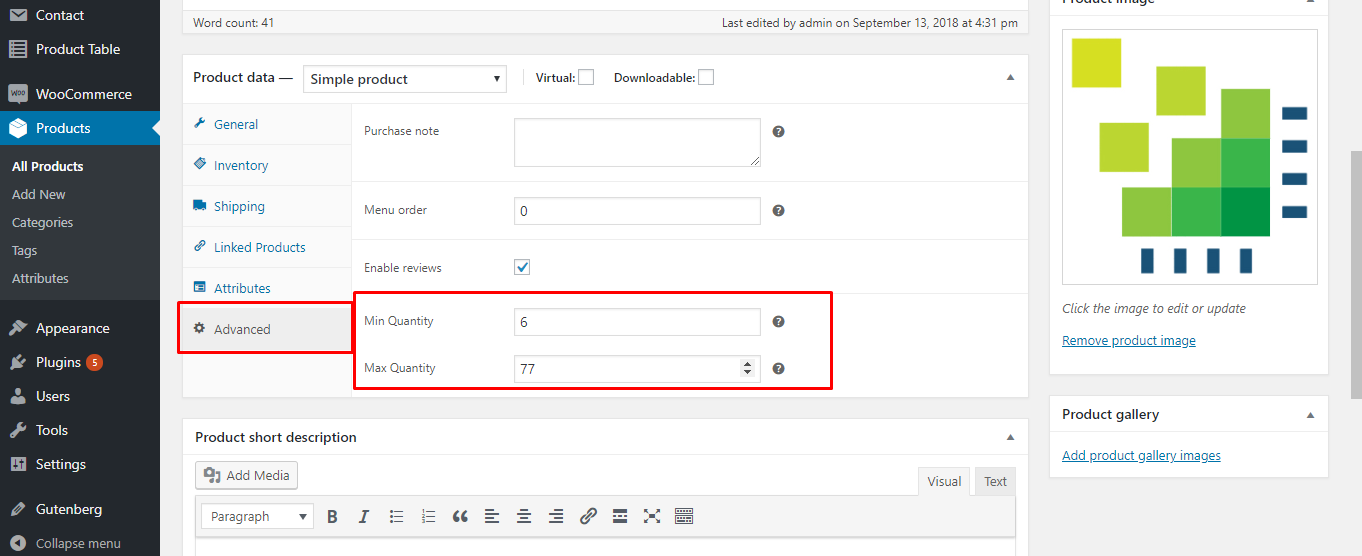 Contact
Product Table
WooCommerce
Products
All Products
Add New
Categories
Tags
Attributes
Appearance
Plugins 5
Users
Tools
Settings
Gutenberg
Collapse menu
Word count: 41
Last edited by admin on September 13, 2018 at 4:31 pm
Product data — Simple product
Virtual:
Downloadable:
General
Inventory
Shipping
Linked Products
Attributes
Advanced
Purchase note
Menu order
0
Enable reviews
Min Quantity
6
Max Quantity
77
Product short description
Add Media
Visual
Text
Paragraph
B
I
Product image
Click the image to edit or update
Remove product image
Product gallery
Add product gallery images